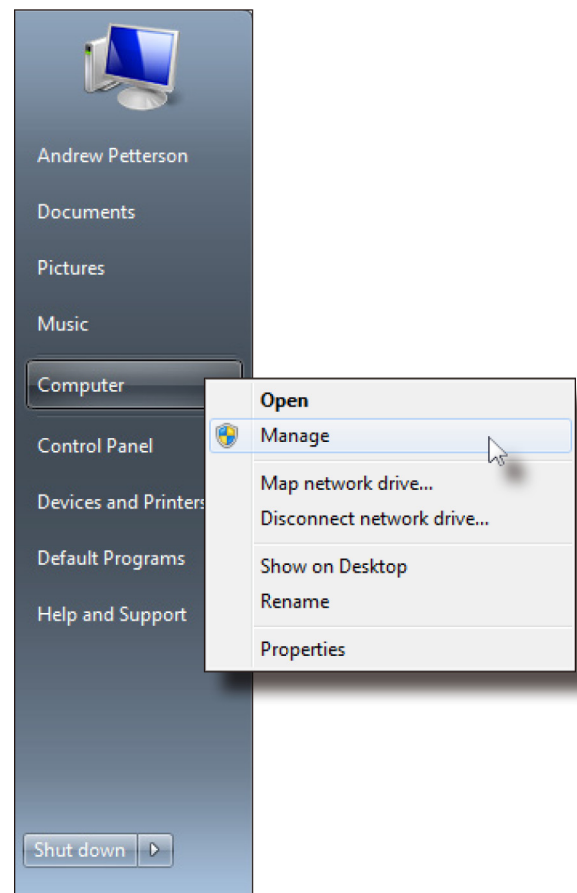 Andrew Petterson
Documents
Pictures
Music
Computer
Control Panel
Devices and Printers
Default Programs
Help and Support
Shut down
Open
Manage
Map network drive...
Disconnect network drive...
Show on Desktop
Rename
Properties